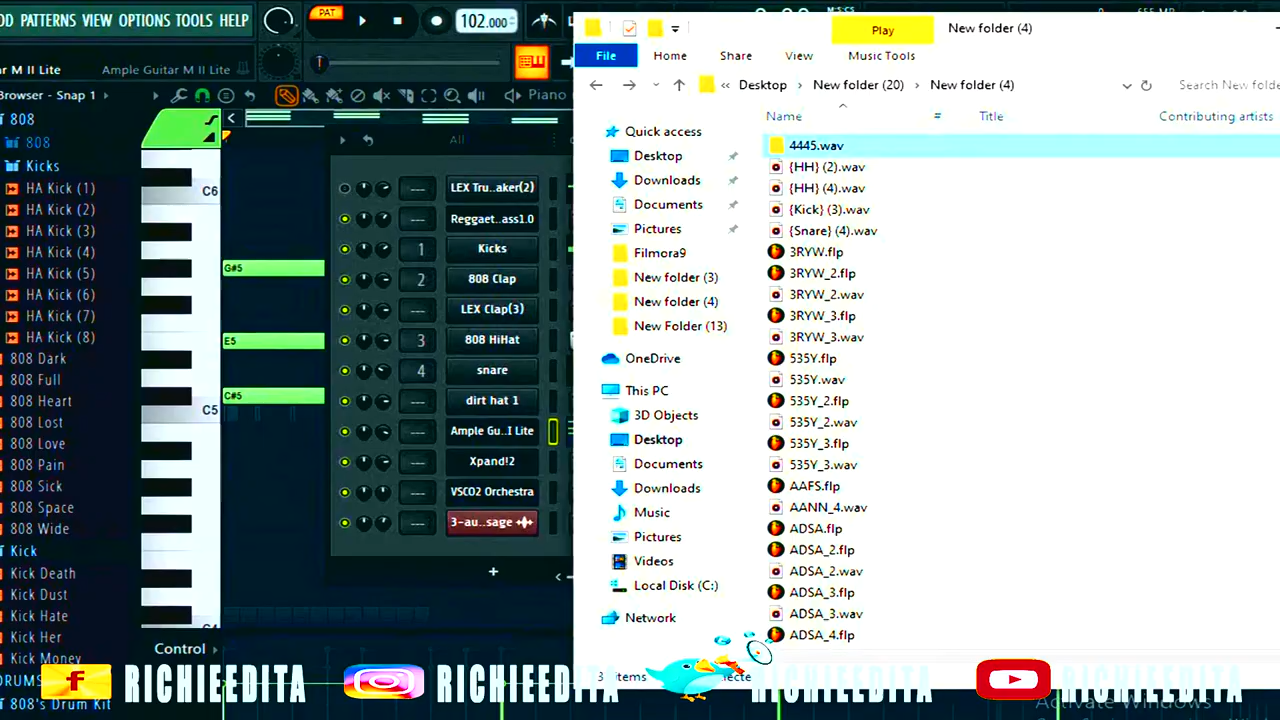 OD PATTERNS VIEW OPTIONS TOOLS HELP
PAT
102.000
M:S:CS
ar M II Lite
Ample Guitar M II Lite
Browser - Snap 1
Piano
808
808
Kicks
HA Kick (1)
HA Kick (2)
HA Kick (3)
HA Kick (4)
HA Kick (5)
HA Kick (6)
HA Kick (7)
HA Kick (8)
808 Dark
808 Full
808 Heart
808 Lost
808 Love
808 Pain
808 Sick
808 Space
808 Wide
Kick
Kick Death
Kick Dust
Kick Hate
Kick Her
Kick Money
DRUMS
808's Drum Kit
C6
C5
Control
G#5
E5
C#5
All
LEX Tru..aker(2)
Reggaet..ass1.0
1 Kicks
2 808 Clap
LEX Clap(3)
3 808 HiHat
4 snare
dirt hat 1
Ample Gu..I Lite
Xpand!2
VSCO2 Orchestra
3-au..sage
+
Play
New folder (4)
File
Home
Share
View
Music Tools
« Desktop › New folder (20) › New folder (4)
Search New folde
Name
#
Title
Contributing artists
Quick access
Desktop
Downloads
Documents
Pictures
Filmora9
New folder (3)
New folder (4)
New Folder (13)
OneDrive
This PC
3D Objects
Desktop
Documents
Downloads
Music
Pictures
Videos
Local Disk (C:)
Network
4445.wav
{HH} (2).wav
{HH} (4).wav
{Kick} (3).wav
{Snare} (4).wav
3RYW.flp
3RYW_2.flp
3RYW_2.wav
3RYW_3.flp
3RYW_3.wav
535Y.flp
535Y.wav
535Y_2.flp
535Y_2.wav
535Y_3.flp
535Y_3.wav
AAFS.flp
AANN_4.wav
ADSA.flp
ADSA_2.flp
ADSA_2.wav
ADSA_3.flp
ADSA_3.wav
ADSA_4.flp
RICHIEEDITA
RICHIEEDITA
RICHIEEDITA
RICHIEEDITA
Activate Windows